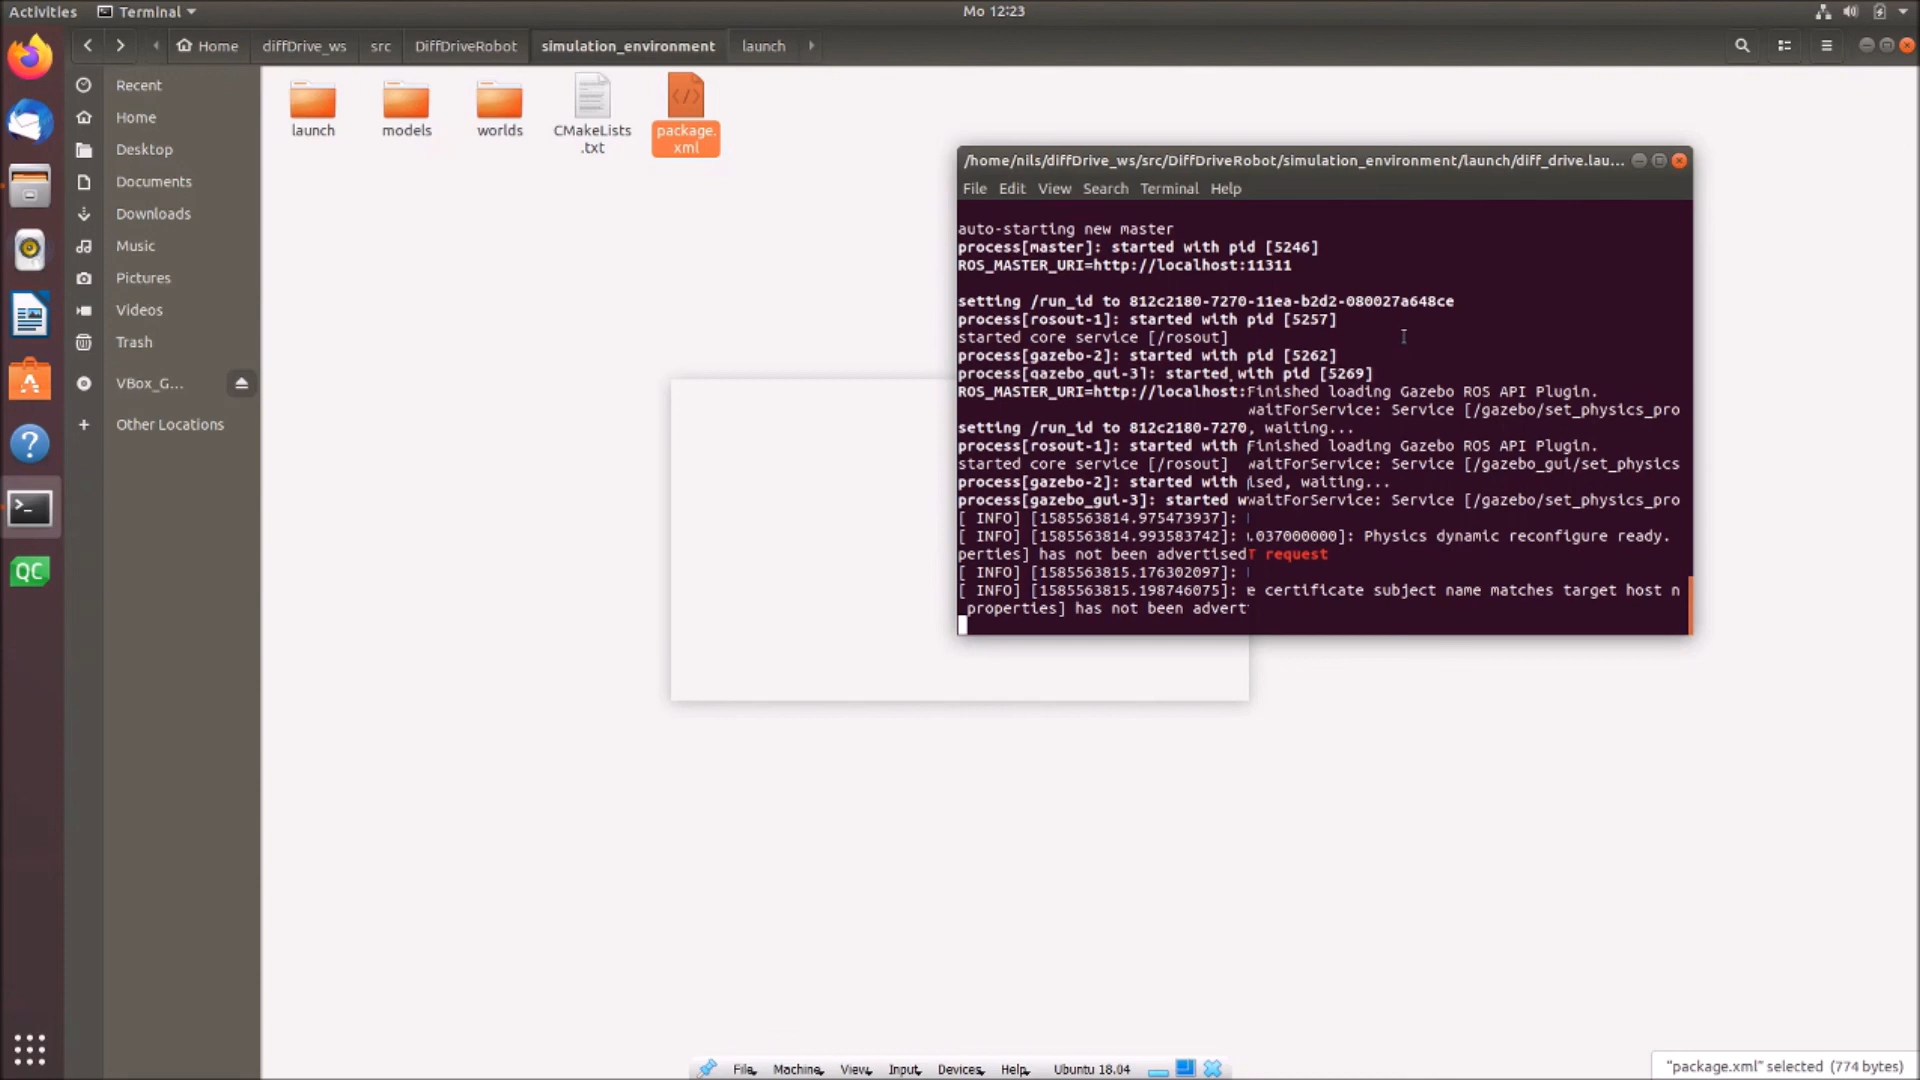 Activities
Terminal
Mo 12:23
Home
diffDrive_ws
src
DiffDriveRobot
simulation_environment
launch
Recent
Home
Desktop
Documents
Downloads
Music
Pictures
Videos
Trash
VBox_G...
Other Locations
launch
models
worlds
CMakeLists
.txt
package.
xml
/home/nils/diffDrive_ws/src/DiffDriveRobot/simulation_environment/launch/diff_drive.lau...
File Edit View Search Terminal Help
auto-starting new master
process[master]: started with pid [5246]
ROS_MASTER_URI=http://localhost:11311
setting /run_id to 812c2180-7270-11ea-b2d2-080027a648ce
process[rosout-1]: started with pid [5257]
started core service [/rosout]
process[gazebo-2]: started with pid [5262]
process[gazebo_gui-3]: started with pid [5269]
ROS_MASTER_URI=http://localhost: Finished loading Gazebo ROS API Plugin.
waitForService: Service [/gazebo/set_physics_pro
setting /run_id to 812c2180-7270, waiting...
process[rosout-1]: started with Finished loading Gazebo ROS API Plugin.
started core service [/rosout] waitForService: Service [/gazebo_gui/set_physics
process[gazebo-2]: started with ised, waiting...
process[gazebo_gui-3]: started waitForService: Service [/gazebo/set_physics_pro
[ INFO] [1585563814.975473937]:
[ INFO] [1585563814.993583742]: .037000000]: Physics dynamic reconfigure ready.
perties] has not been advertised T request
[ INFO] [1585563815.176302097]:
[ INFO] [1585563815.198746075]: e certificate subject name matches target host n
_properties] has not been advert
QC
File Machine View Input Devices Help Ubuntu 18.04
"package.xml" selected (774 bytes)